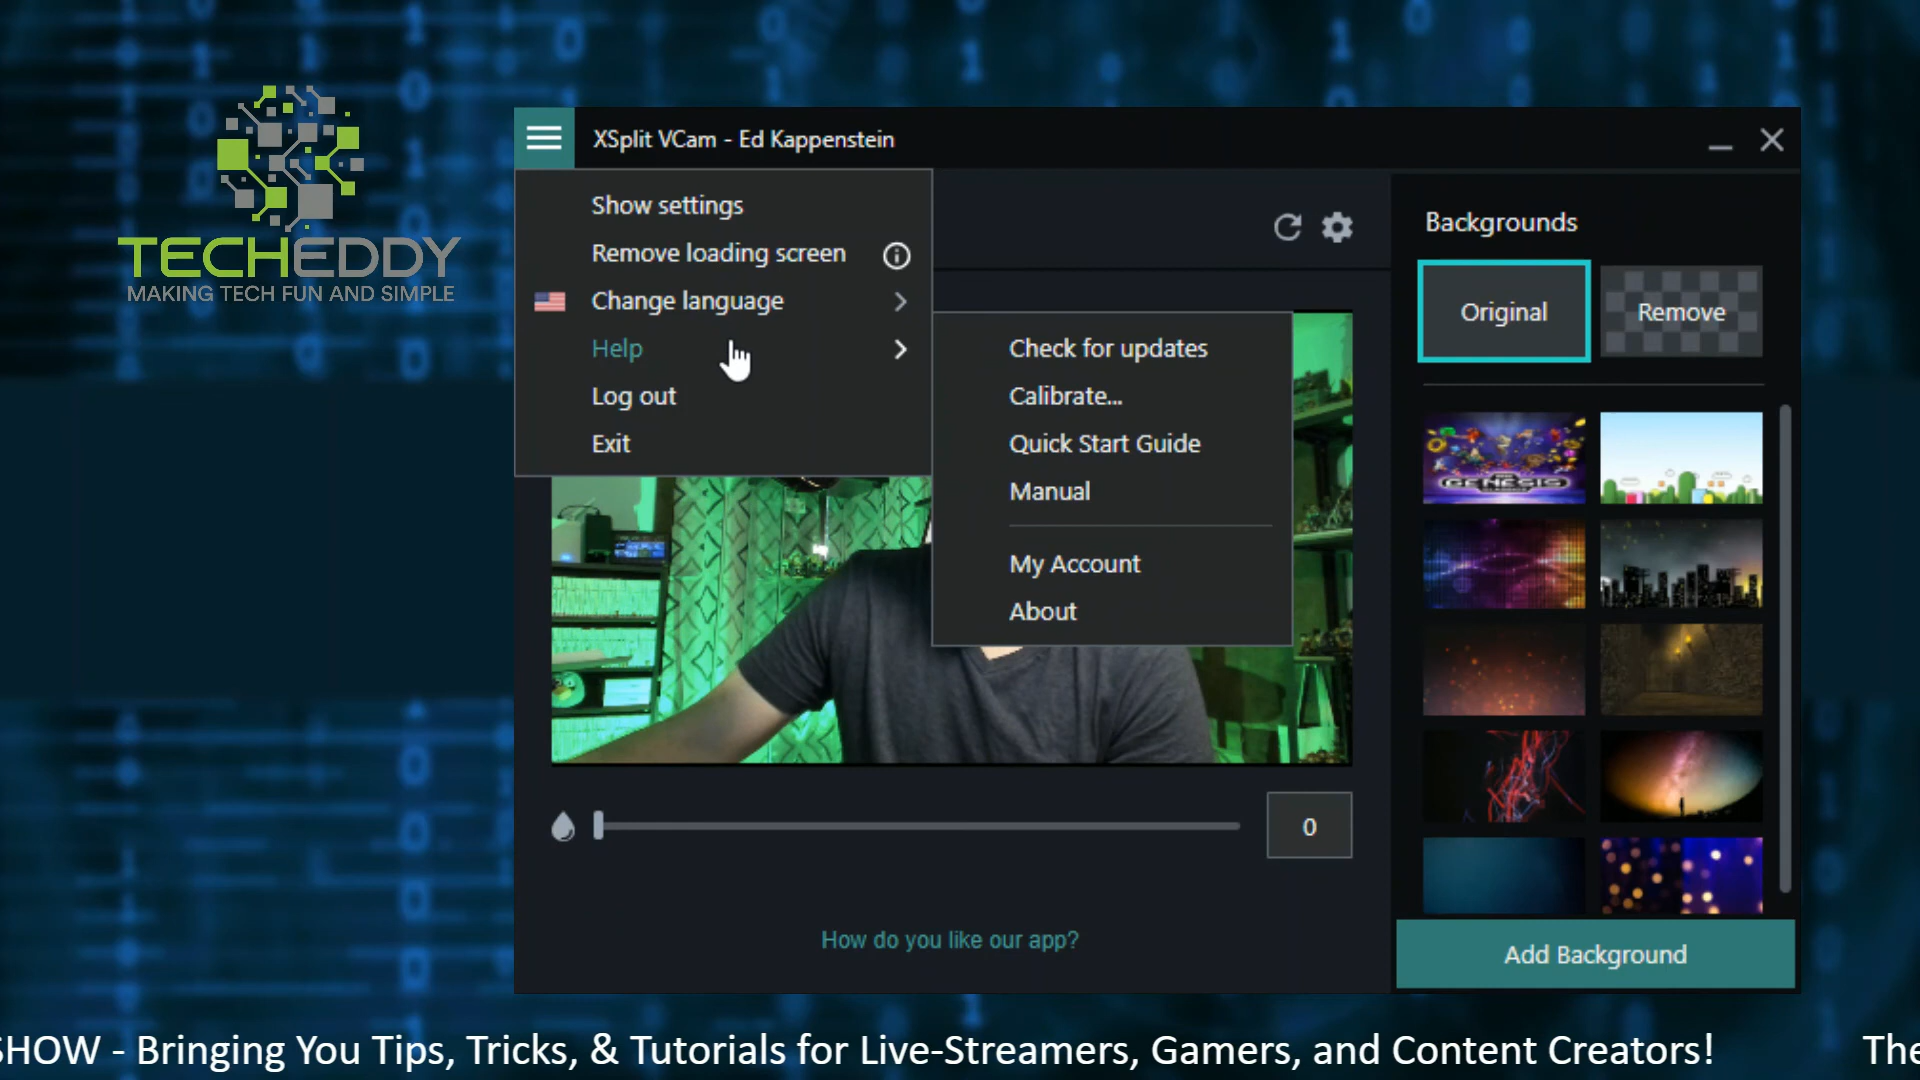 TECHEDDY
MAKING TECH FUN AND SIMPLE
XSplit VCam - Ed Kappenstein
Show settings
Remove loading screen
Change language
Help
Log out
Exit
Check for updates
Calibrate...
Quick Start Guide
Manual
My Account
About
Backgrounds
Original
Remove
GENESIS
0
How do you like our app?
Add Background
SHOW - Bringing You Tips, Tricks, & Tutorials for Live-Streamers, Gamers, and Content Creators! The